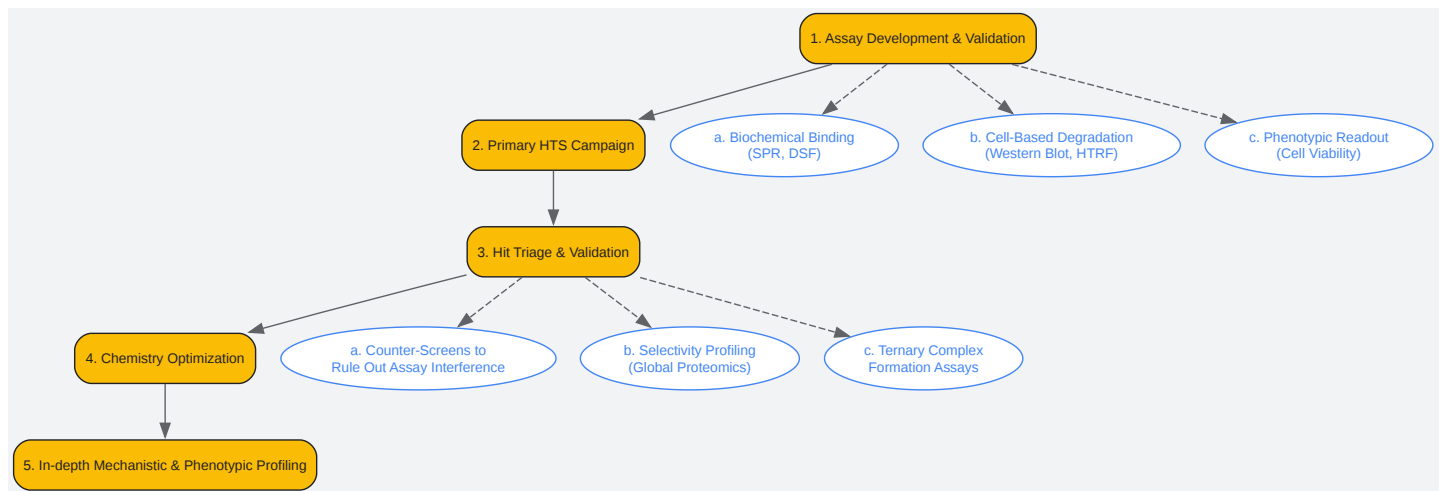 1. Assay Development & Validation
2. Primary HTS Campaign
a. Biochemical Binding
(SPR, DSF)
b. Cell-Based Degradation
(Western Blot, HTRF)
c. Phenotypic Readout
(Cell Viability)
3. Hit Triage & Validation
4. Chemistry Optimization
a. Counter-Screens to
Rule Out Assay Interference
b. Selectivity Profiling
(Global Proteomics)
c. Ternary Complex
Formation Assays
5. In-depth Mechanistic & Phenotypic Profiling